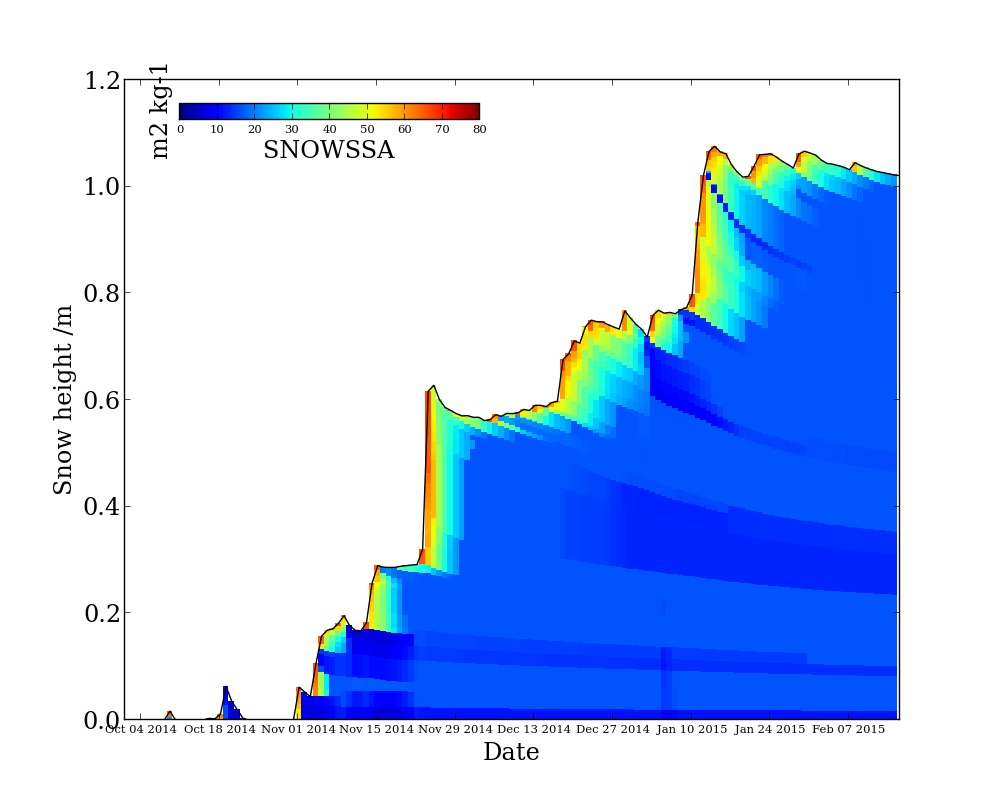 1.2
m2 kg-1
0 10 20 30 40 50 60 70 80
SNOWSSA
1.0
0.8
Snow height /m
0.6
0.4
0.2
0.0
Oct 04 2014 Oct 18 2014 Nov 01 2014 Nov 15 2014 Nov 29 2014 Dec 13 2014 Dec 27 2014 Jan 10 2015 Jan 24 2015 Feb 07 2015
Date